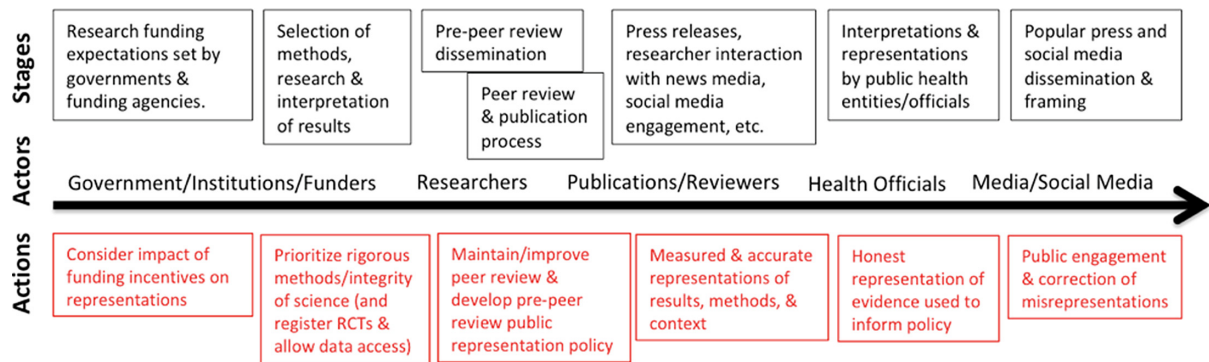 Stages
Research funding
expectations set by
governments &
funding agencies.
Selection of
methods,
research &
interpretation
of results
Pre-peer review
dissemination
Peer review
& publication
process
Press releases,
researcher interaction
with news media,
social media
engagement, etc.
Interpretations &
representations
by public health
entities/officials
Popular press and
social media
dissemination &
framing
Actors
Government/Institutions/Funders
Researchers
Publications/Reviewers
Health Officials
Media/Social Media
Actions
Consider impact of
funding incentives on
representations
Prioritize rigorous
methods/integrity
of science (and
register RCTs &
allow data access)
Maintain/improve
peer review &
develop pre-peer
review public
representation policy
Measured & accurate
representations of
results, methods, &
context
Honest
representation of
evidence used to
inform policy
Public engagement
& correction of
misrepresentations